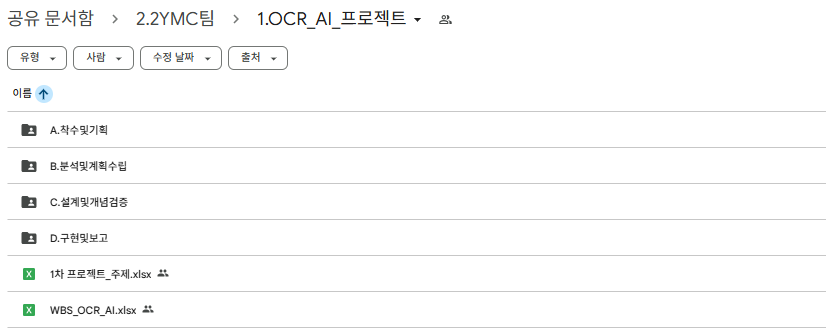 공유 문서함 > 2.2YMC팀 > 1.OCR_AI_프로젝트
유형 사람 수정 날짜 출처
이름
A.착수및기획
B.분석및계획수립
C.설계및개념검증
D.구현및보고
1차 프로젝트_주제.xlsx
WBS_OCR_AI.xlsx